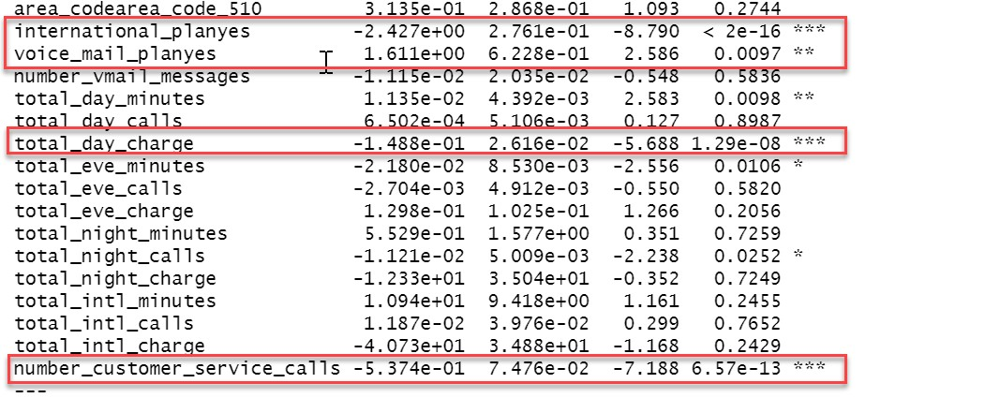 area_codearea_code_510 3.135e-01 2.868e-01 1.093 0.2744
international_planyes -2.427e+00 2.761e-01 -8.790 < 2e-16 ***
voice_mail_planyes 1.611e+00 6.228e-01 2.586 0.0097 **
number_vmail_messages -1.115e-02 2.035e-02 -0.548 0.5836
total_day_minutes 1.135e-02 4.392e-03 2.583 0.0098 **
total_day_calls 6.502e-04 5.106e-03 0.127 0.8987
total_day_charge -1.488e-01 2.616e-02 -5.688 1.29e-08 ***
total_eve_minutes -2.180e-02 8.530e-03 -2.556 0.0106 *
total_eve_calls -2.704e-03 4.912e-03 -0.550 0.5820
total_eve_charge 1.298e-01 1.025e-01 1.266 0.2056
total_night_minutes 5.529e-01 1.577e+00 0.351 0.7259
total_night_calls -1.121e-02 5.009e-03 -2.238 0.0252 *
total_night_charge -1.233e+01 3.504e+01 -0.352 0.7249
total_intl_minutes 1.094e+01 9.418e+00 1.161 0.2455
total_intl_calls 1.187e-02 3.976e-02 0.299 0.7652
total_intl_charge -4.073e+01 3.488e+01 -1.168 0.2429
number_customer_service_calls -5.374e-01 7.476e-02 -7.188 6.57e-13 ***
---